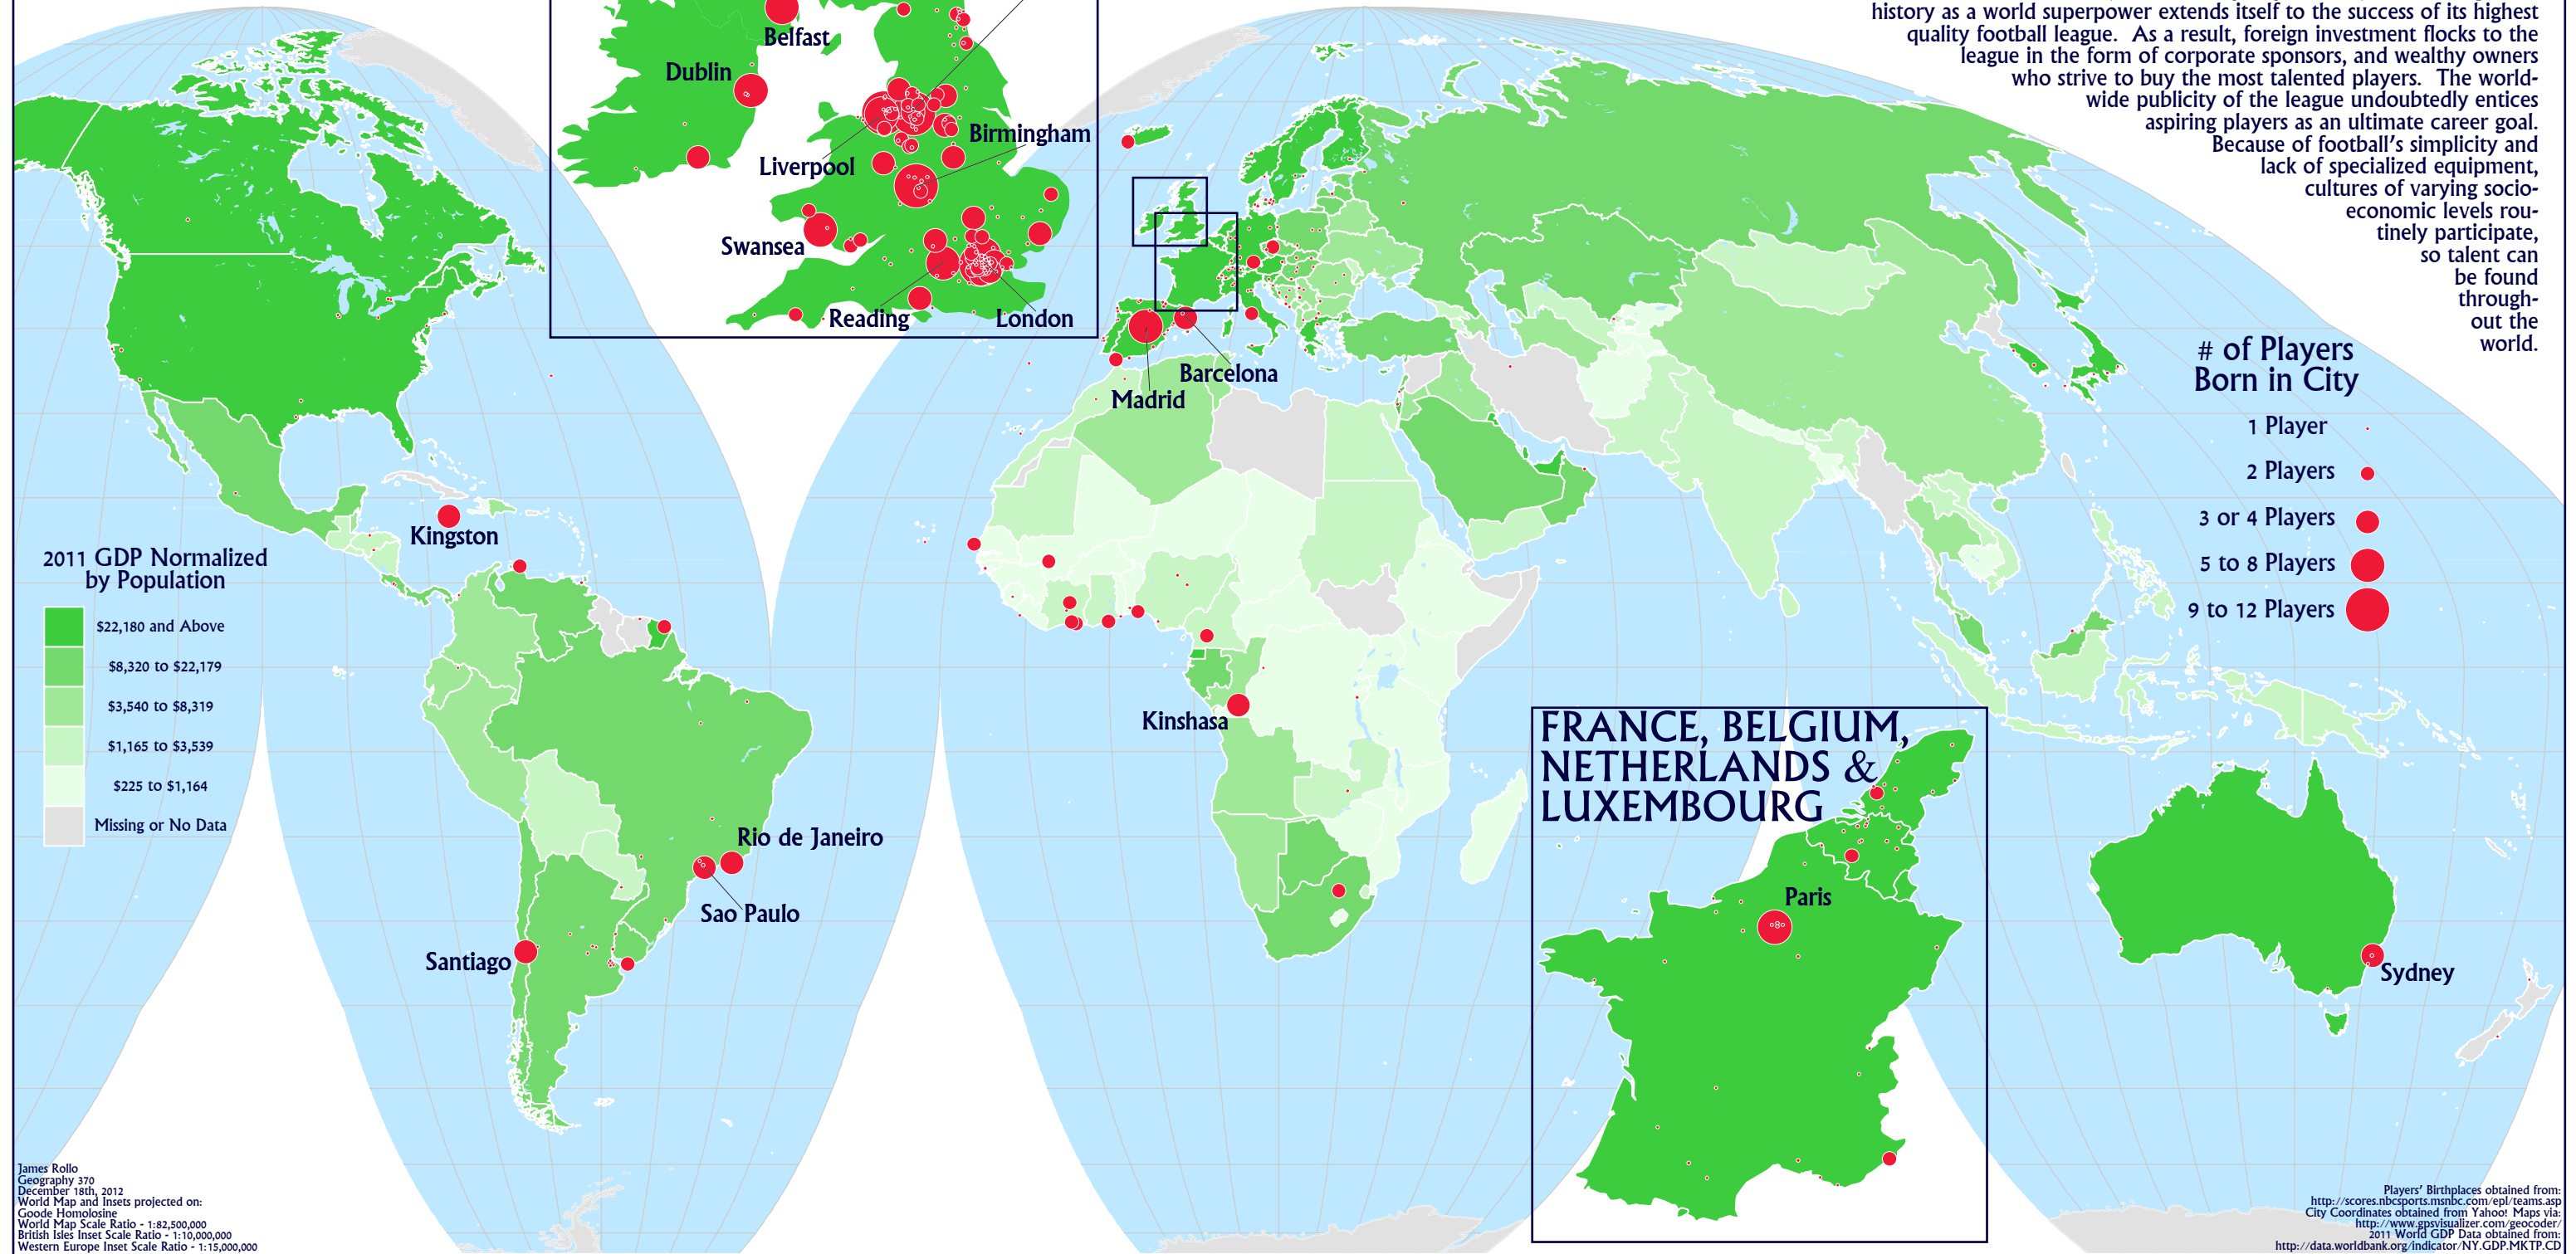 history as a world superpower extends itself to the success of its highest
quality football league.  As a result, foreign investment flocks to the
league in the form of corporate sponsors, and wealthy owners
who strive to buy the most talented players.  The world-
wide publicity of the league undoubtedly entices
aspiring players as an ultimate career goal.
Because of football's simplicity and
lack of specialized equipment,
cultures of varying socio-
economic levels rou-
tinely participate,
so talent can
be found
through-
out the
world.
Belfast
Dublin
Birmingham
Liverpool
Swansea
Reading
London
Barcelona
Madrid
# of Players
Born in City
1 Player
2 Players
3 or 4 Players
5 to 8 Players
9 to 12 Players
Kingston
2011 GDP Normalized
by Population
$22,180 and Above
$8,320 to $22,179
$3,540 to $8,319
$1,165 to $3,539
$225 to $1,164
Missing or No Data
Kinshasa
Rio de Janeiro
Sao Paulo
Santiago
FRANCE, BELGIUM,
NETHERLANDS &
LUXEMBOURG
Paris
Sydney
James Rollo
Geography 370
December 18th, 2012
World Map and Insets projected on:
Goode Homolosine
World Map Scale Ratio - 1:82,500,000
British Isles Inset Scale Ratio - 1:10,000,000
Western Europe Inset Scale Ratio - 1:15,000,000
Players' Birthplaces obtained from:
http://scores.nbcsports.msnbc.com/epl/teams.asp
City Coordinates obtained from Yahoo! Maps via:
http://www.gpsvisualizer.com/geocoder/
2011 World GDP Data obtained from:
http://data.worldbank.org/indicator/NY.GDP.MKTP.CD